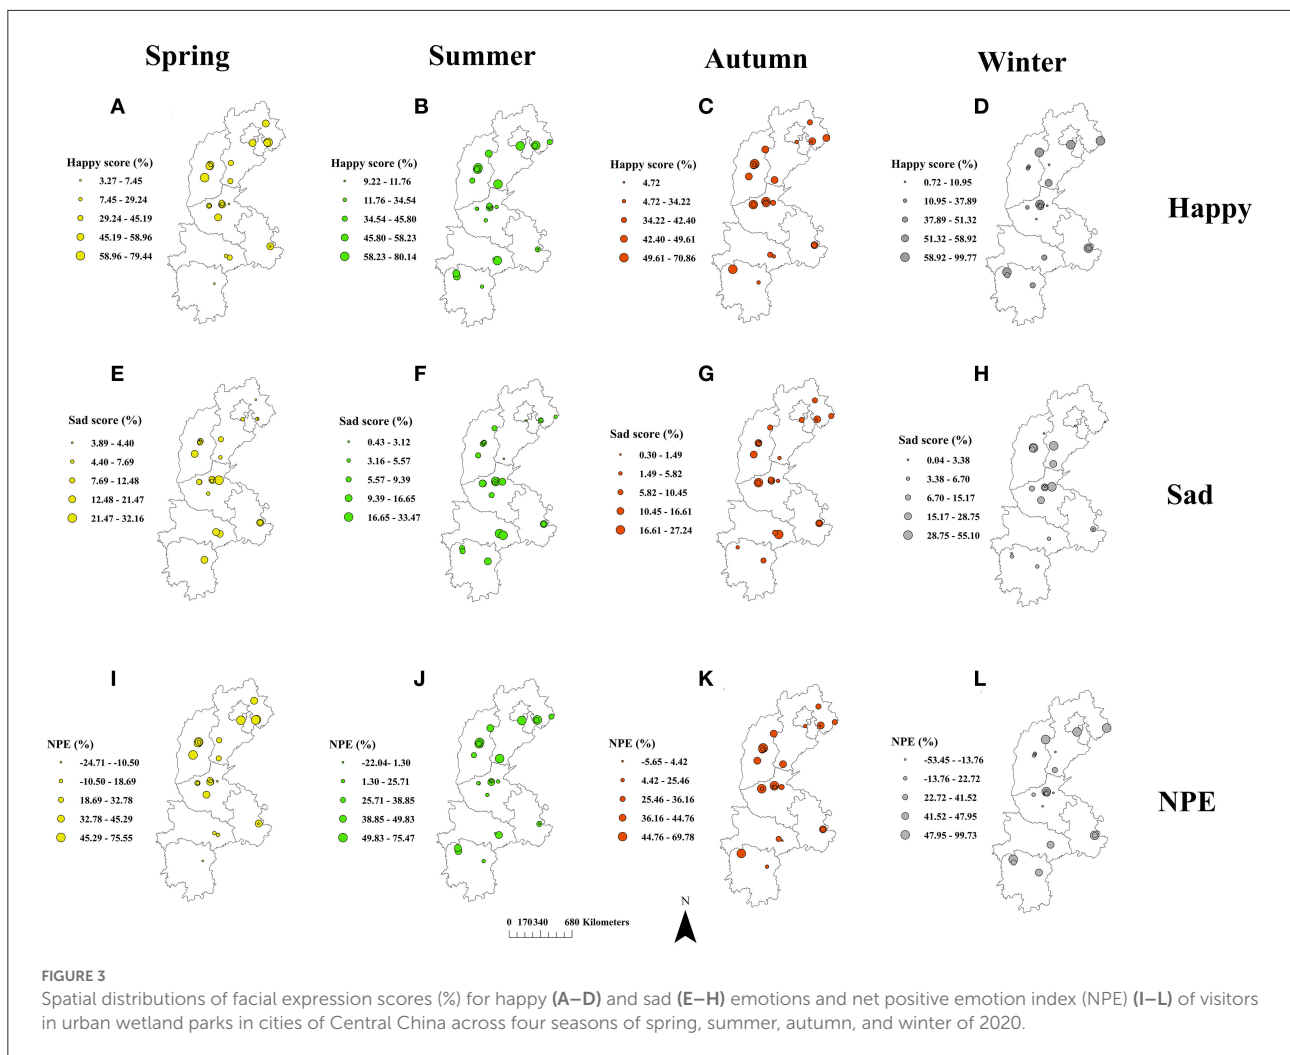 Spring Summer Autumn Winter
A B C D
Happy score (%)
3.27 - 7.45
7.45 - 29.24
29.24 - 45.19
45.19 - 58.96
58.96 - 79.44
Happy score (%)
9.22 - 11.76
11.76 - 34.54
34.54 - 45.80
45.80 - 58.23
58.23 - 80.14
Happy score (%)
4.72
4.72 - 34.22
34.22 - 42.40
42.40 - 49.61
49.61 - 70.86
Happy score (%)
0.72 - 10.95
10.95 - 37.89
37.89 - 51.32
51.32 - 58.92
58.92 - 99.77
Happy
E F G H
Sad score (%)
3.89 - 4.40
4.40 - 7.69
7.69 - 12.48
12.48 - 21.47
21.47 - 32.16
Sad score (%)
0.43 - 3.12
3.16 - 5.57
5.57 - 9.39
9.39 - 16.65
16.65 - 33.47
Sad score (%)
0.30 - 1.49
1.49 - 5.82
5.82 - 10.45
10.45 - 16.61
16.61 - 27.24
Sad score (%)
0.04 - 3.38
3.38 - 6.70
6.70 - 15.17
15.17 - 28.75
28.75 - 55.10
Sad
I J K L
NPE (%)
-24.71 - -10.50
-10.50 - 18.69
18.69 - 32.78
32.78 - 45.29
45.29 - 75.55
NPE (%)
-22.04- 1.30
1.30 - 25.71
25.71 - 38.85
38.85 - 49.83
49.83 - 75.47
NPE (%)
-5.65 - 4.42
4.42 - 25.46
25.46 - 36.16
36.16 - 44.76
44.76 - 69.78
NPE (%)
-53.45 - -13.76
-13.76 - 22.72
22.72 - 41.52
41.52 - 47.95
47.95 - 99.73
NPE
0 170 340 680 Kilometers
N
FIGURE 3
Spatial distributions of facial expression scores (%) for happy (A–D) and sad (E–H) emotions and net positive emotion index (NPE) (I–L) of visitors
in urban wetland parks in cities of Central China across four seasons of spring, summer, autumn, and winter of 2020.